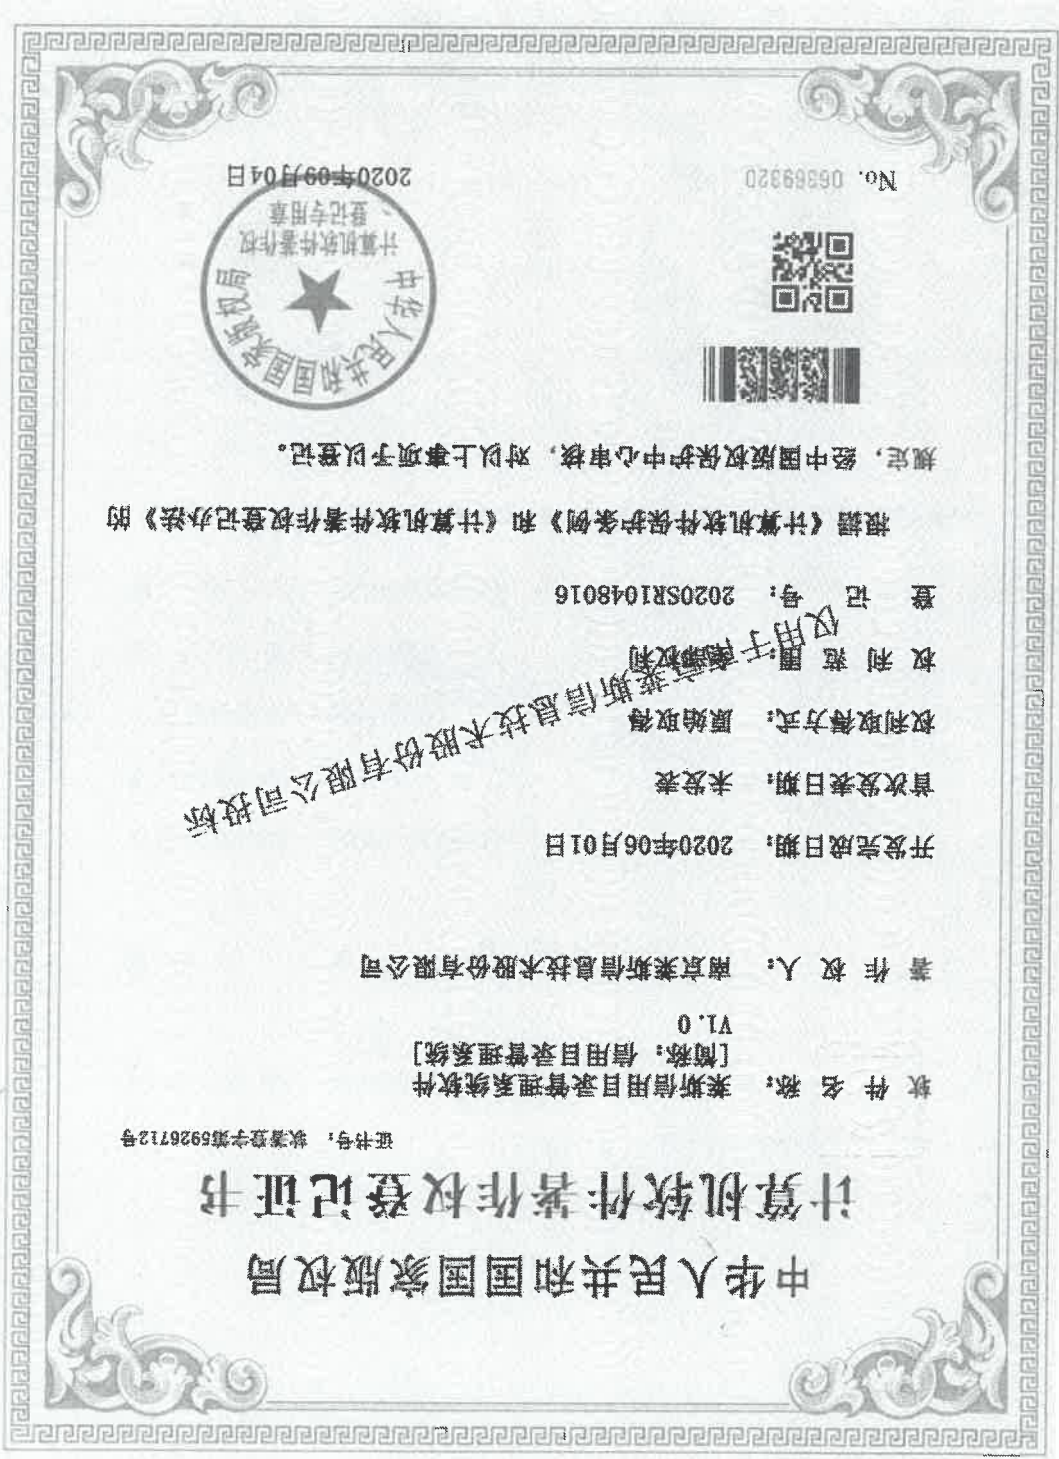 中华人民共和国国家版权局
计算机软件著作权登记证书
证书号： 软著登字第5926712号
软件名称： 莱斯信用目录管理系统软件
[简称：信用目录管理系统]
V1.0
著作权人： 南京莱斯信息技术股份有限公司
开发完成日期： 2020年06月01日
首次发表日期： 未发表
权利取得方式： 原始取得
权利范围： 全部权利
登记号： 2020SR1048016
仅用于南京莱斯信息技术股份有限公司投标
根据《计算机软件保护条例》和《计算机软件著作权登记办法》的
规定，经中国版权保护中心审核，对以上事项予以登记。
中华人民共和国国家版权局
计算机软件著作权
登记专用章
No. 06369320
2020年09月04日